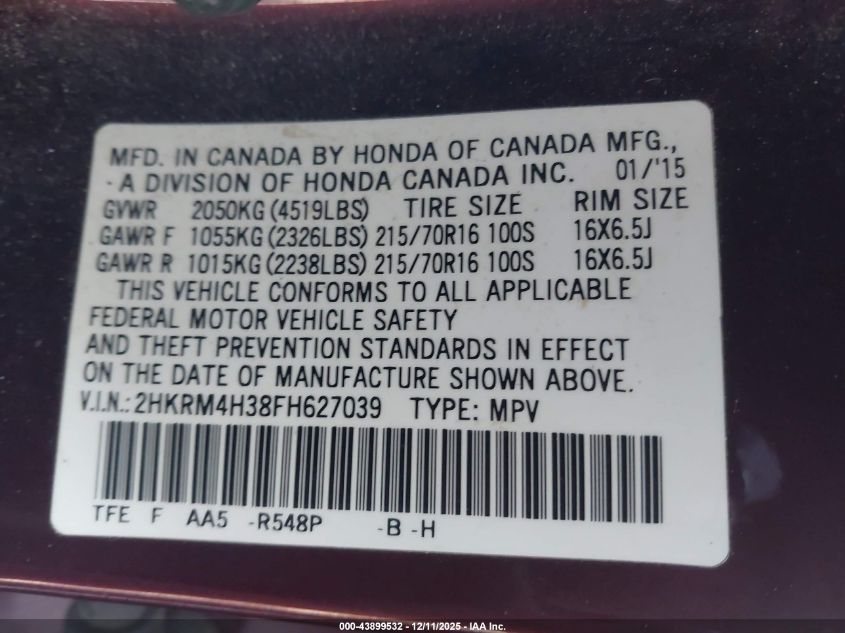 MFD. IN CANADA BY HONDA OF CANADA MFG.,
A DIVISION OF HONDA CANADA INC. 01/'15
GVWR 2050KG (4519LBS) TIRE SIZE RIM SIZE
GAWR F 1055KG (2326LBS) 215/70R16 100S 16X6.5J
GAWR R 1015KG (2238LBS) 215/70R16 100S 16X6.5J
THIS VEHICLE CONFORMS TO ALL APPLICABLE
FEDERAL MOTOR VEHICLE SAFETY
AND THEFT PREVENTION STANDARDS IN EFFECT
ON THE DATE OF MANUFACTURE SHOWN ABOVE.
V.I.N.: 2HKRM4H38FH627039 TYPE: MPV
TFE F AA5 -R548P -B -H
000-43899532 - 12/11/2025 - IAA Inc.